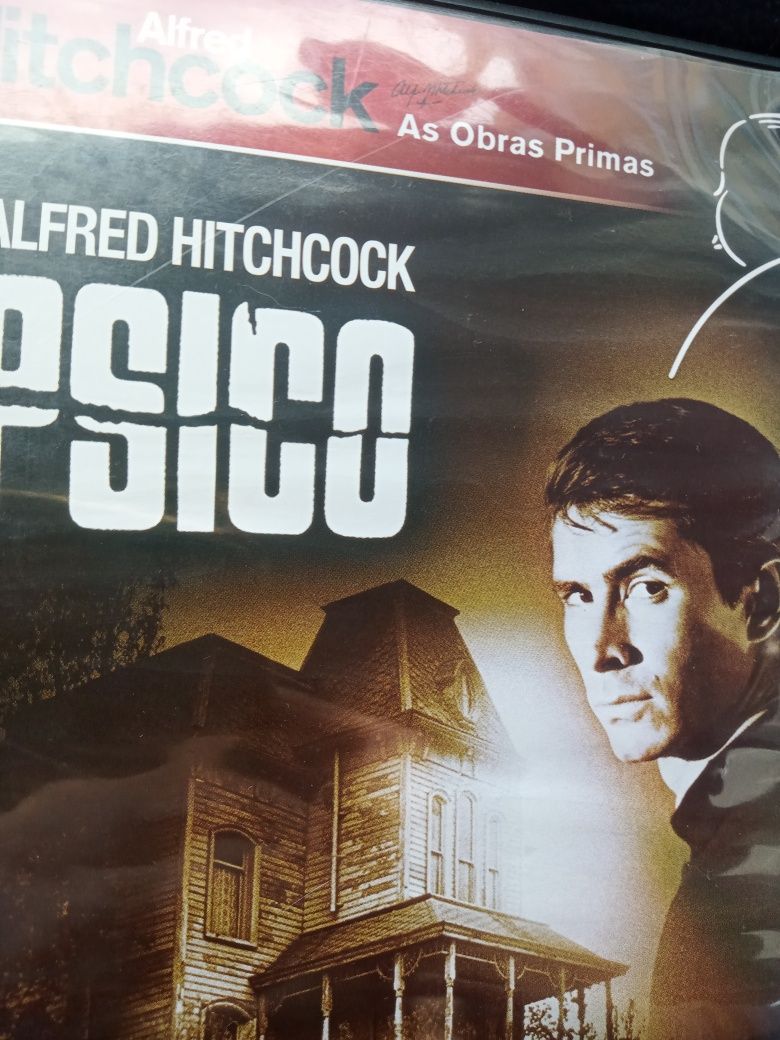 Alfred
itchcock
As Obras Primas
ALFRED HITCHCOCK
PSICO